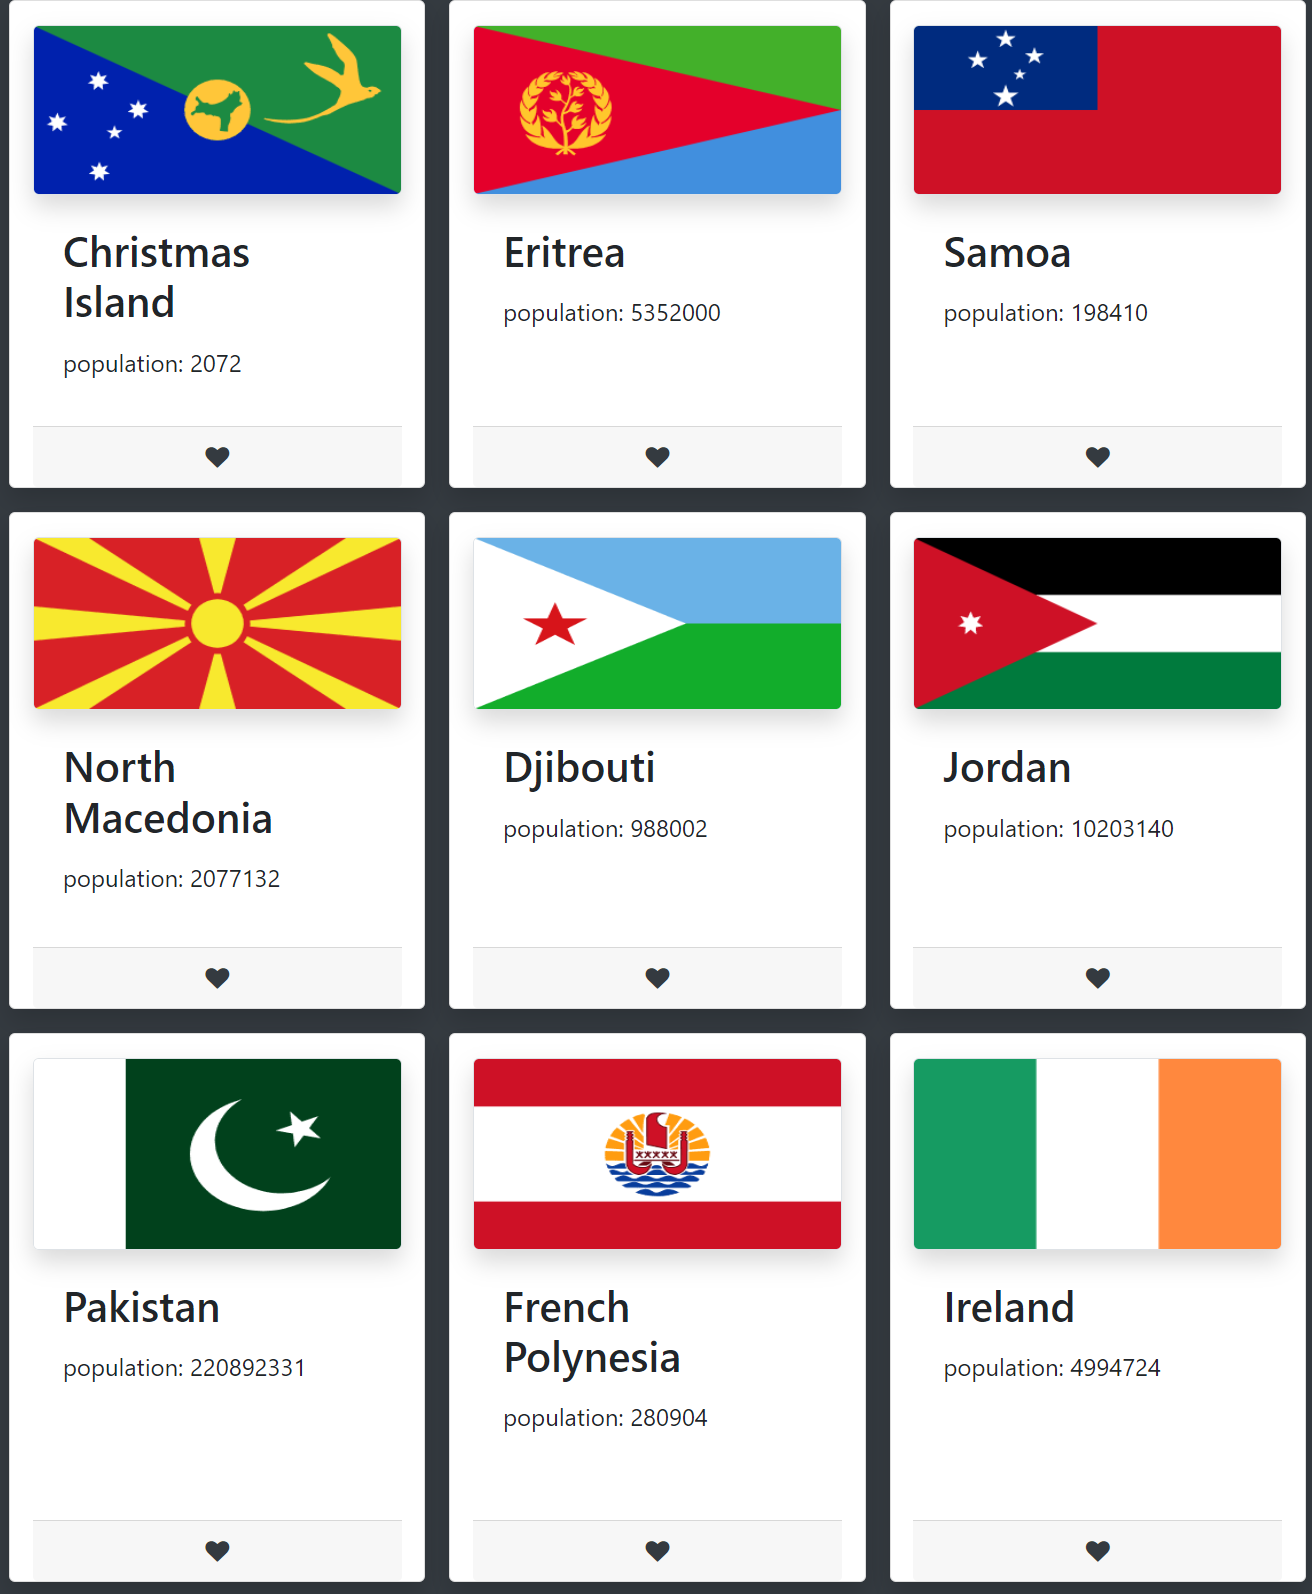 Christmas
Island
population: 2072
Eritrea
population: 5352000
Samoa
population: 198410
North
Macedonia
population: 2077132
Djibouti
population: 988002
Jordan
population: 10203140
Pakistan
population: 220892331
French
Polynesia
population: 280904
Ireland
population: 4994724